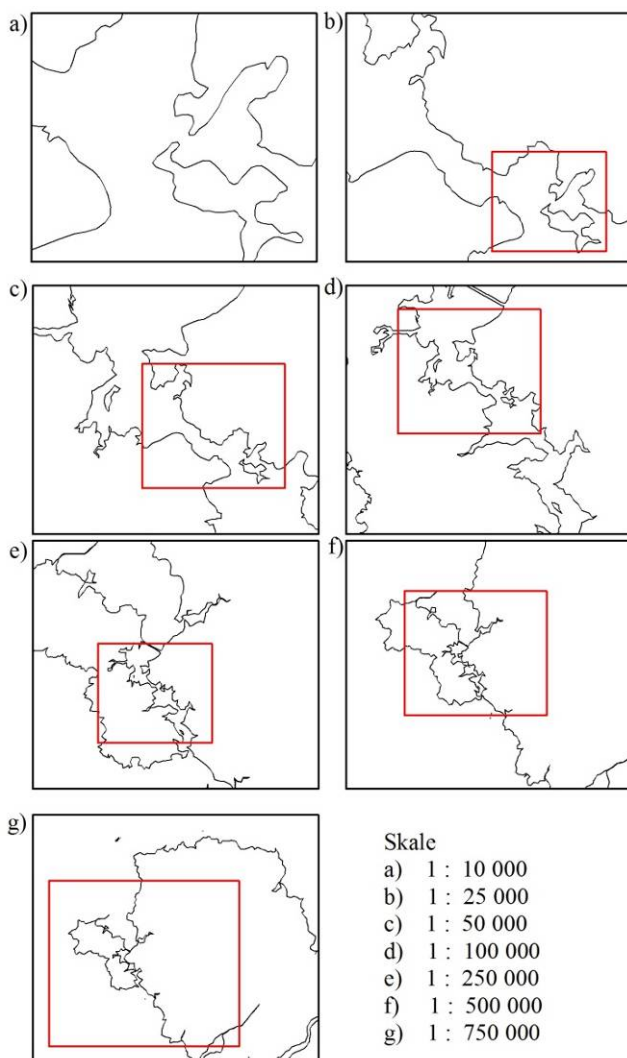 a)
b)
c)
d)
e)
f)
g)
Skale
a) 1 : 10 000
b) 1 : 25 000
c) 1 : 50 000
d) 1 : 100 000
e) 1 : 250 000
f) 1 : 500 000
g) 1 : 750 000